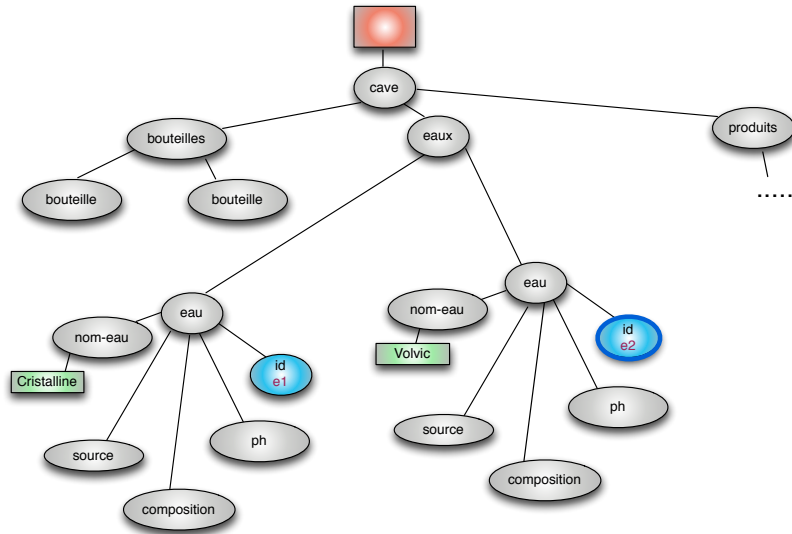 cave
bouteilles
eaux
produits
bouteille
bouteille
.....
eau
eau
nom-eau
nom-eau
id
e1
id
e2
Cristalline
Volvic
source
ph
composition
source
ph
composition